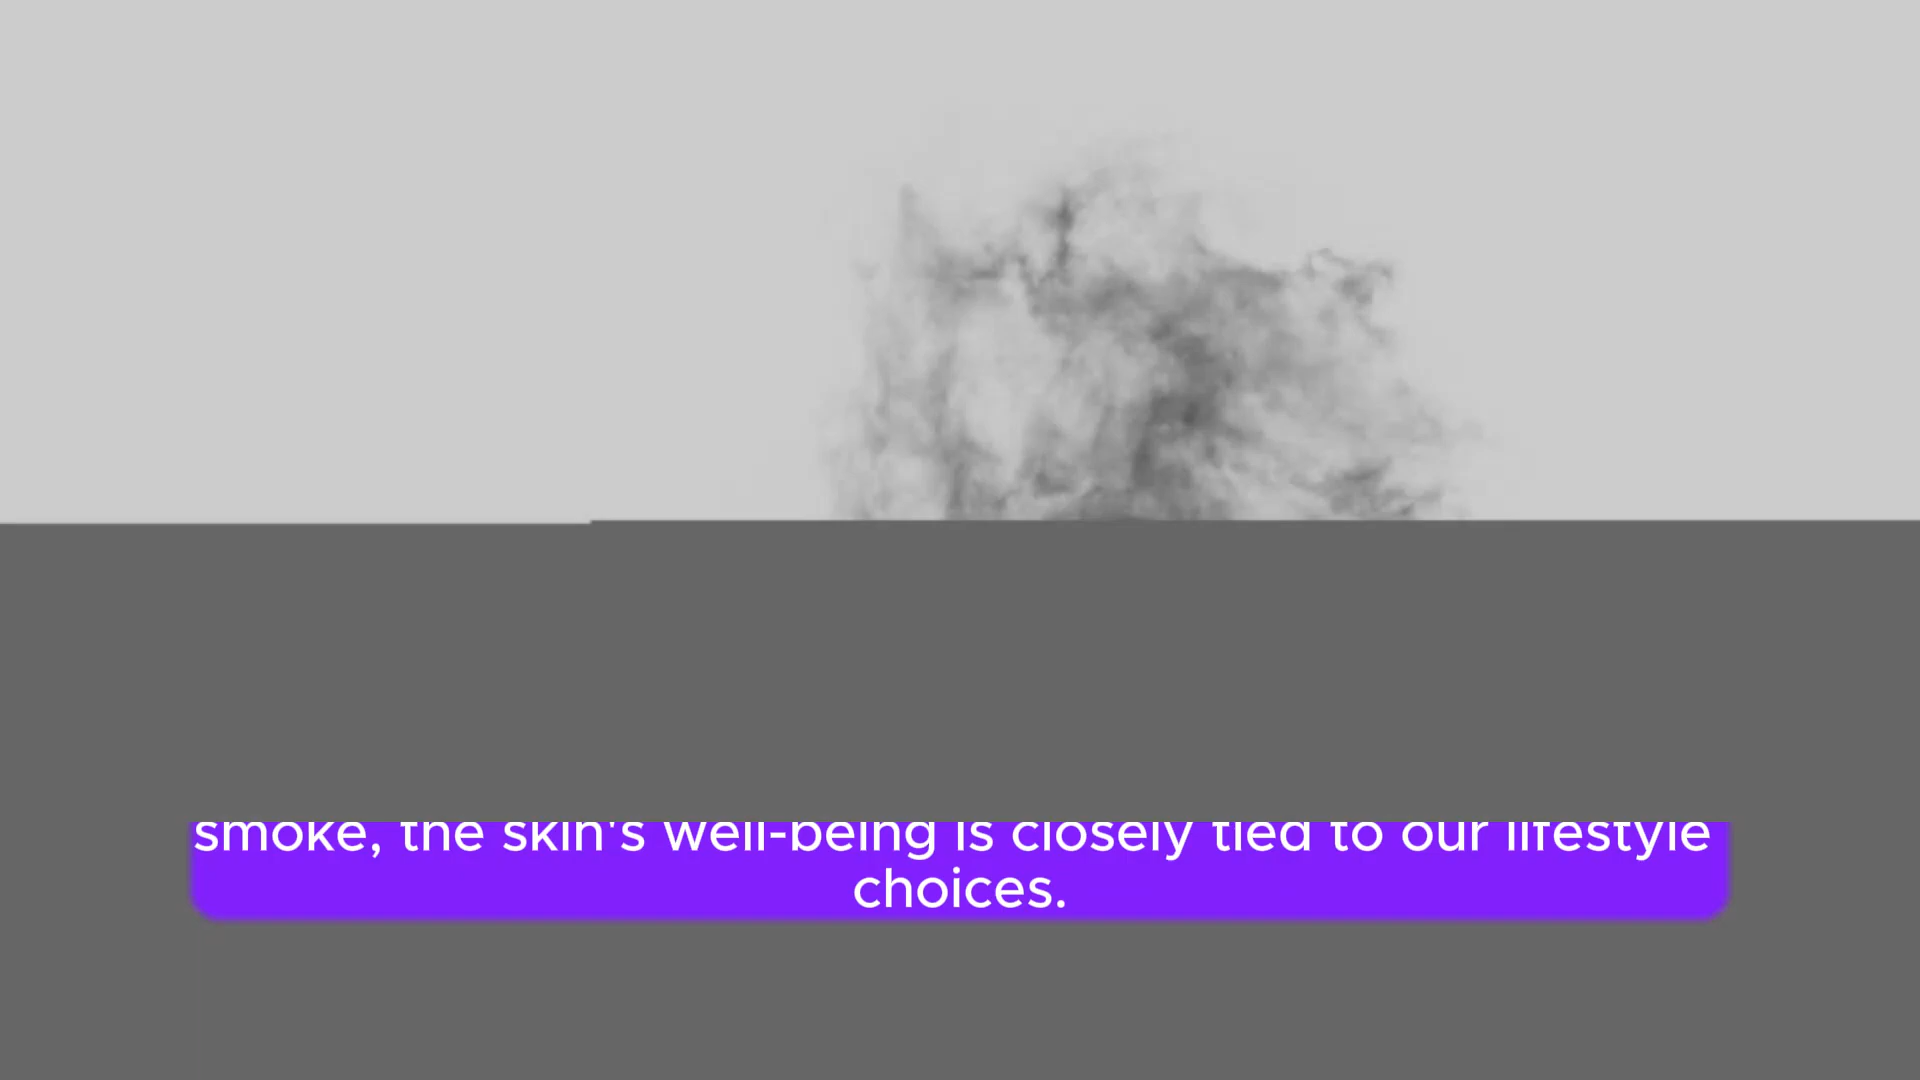 smoke, the skin's well-being is closely tied to our lifestyle
choices.